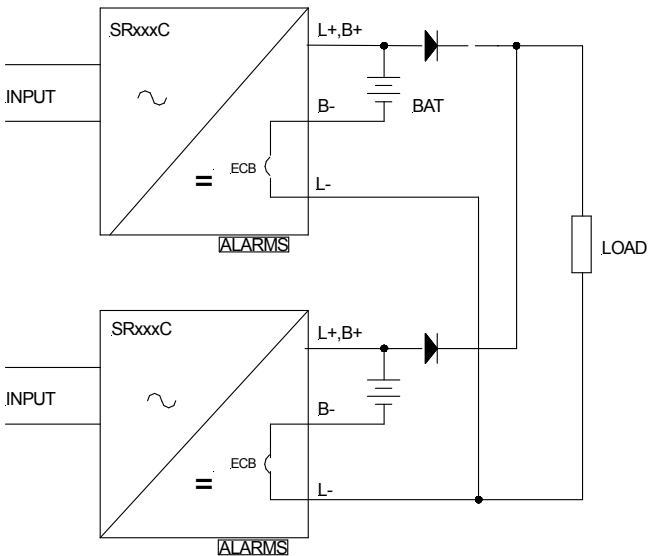 SRxxxC
L+,B+
INPUT
B-
BAT
ECB
=
L-
ALARMS
LOAD
SRxxxC
L+,B+
INPUT
B-
ECB
=
L-
ALARMS